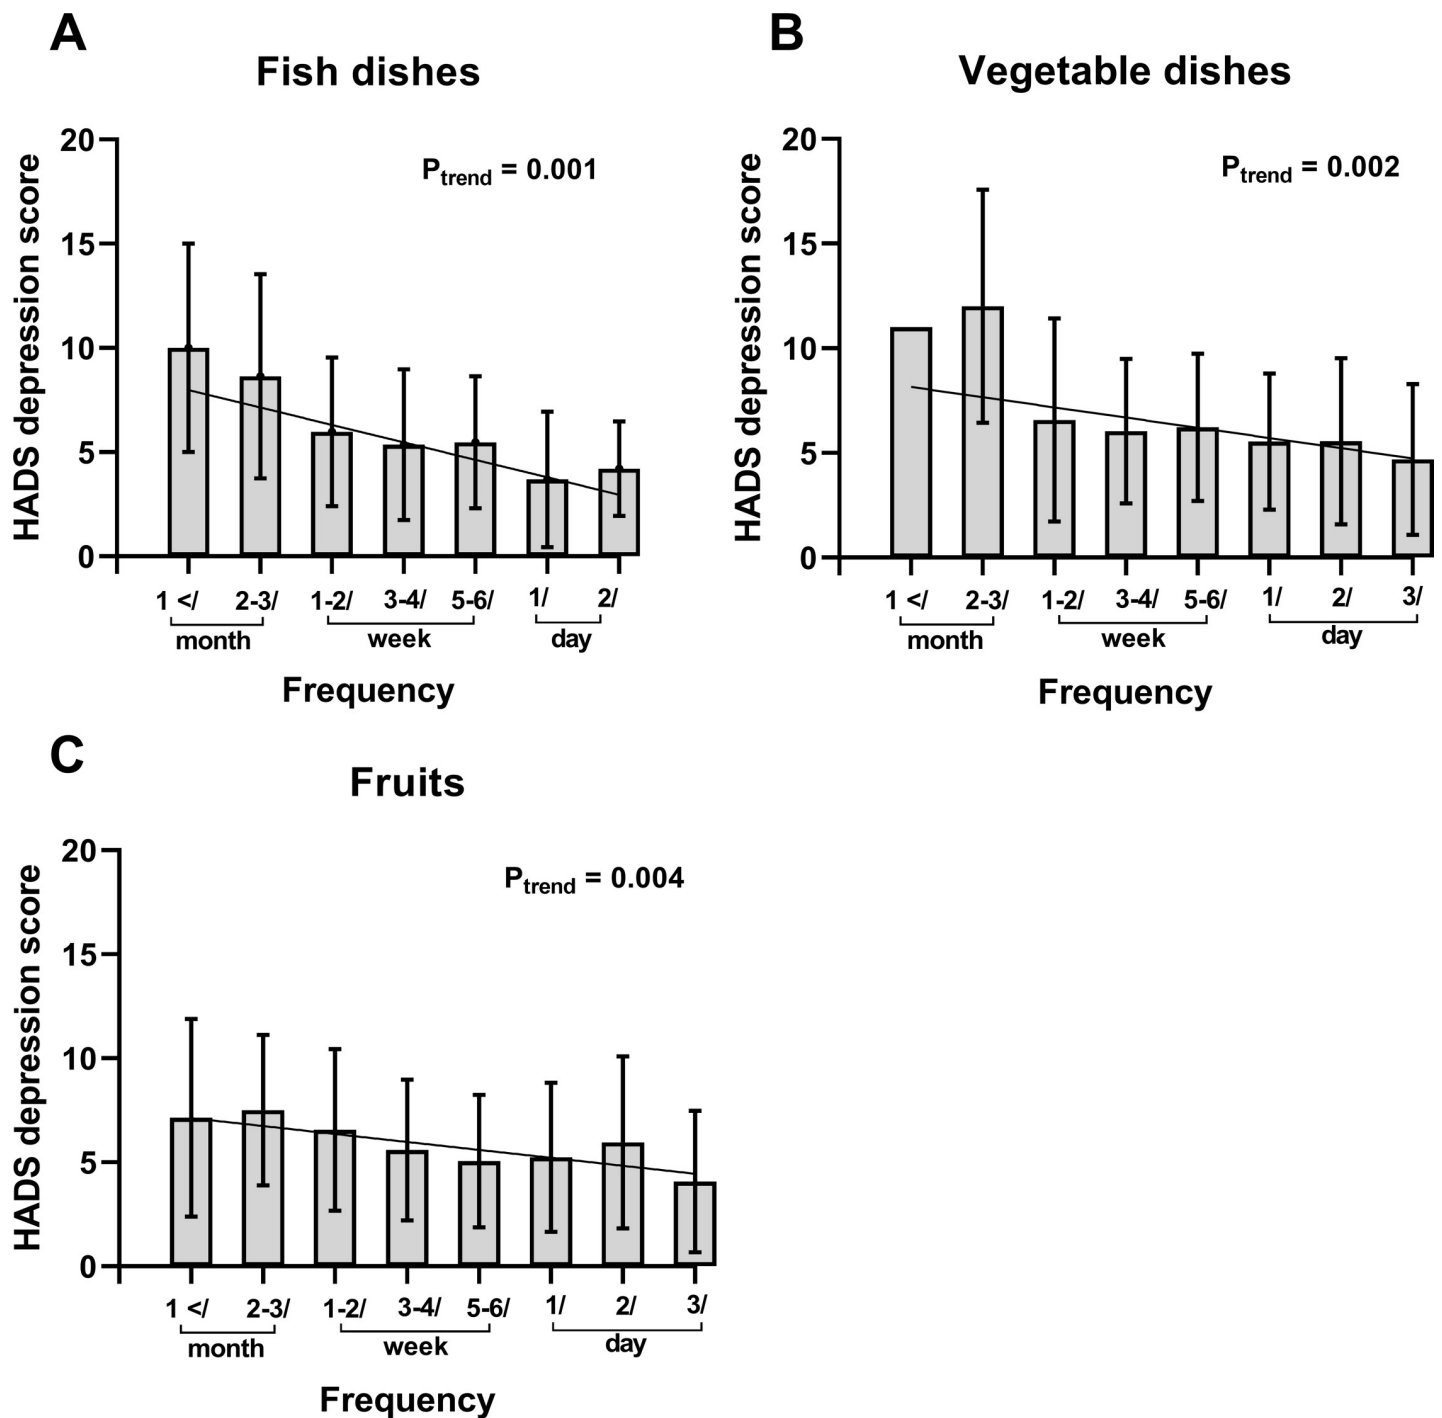 A
Fish dishes
P trend = 0.001
HADS depression score
20
15
10
5
0
1 </ 2-3/ 1-2/ 3-4/ 5-6/ 1/ 2/
month week day
Frequency
B
Vegetable dishes
P trend = 0.002
HADS depression score
20
15
10
5
0
1 </ 2-3/ 1-2/ 3-4/ 5-6/ 1/ 2/ 3/
month week day
Frequency
C
Fruits
P trend = 0.004
HADS depression score
20
15
10
5
0
1 </ 2-3/ 1-2/ 3-4/ 5-6/ 1/ 2/ 3/
month week day
Frequency